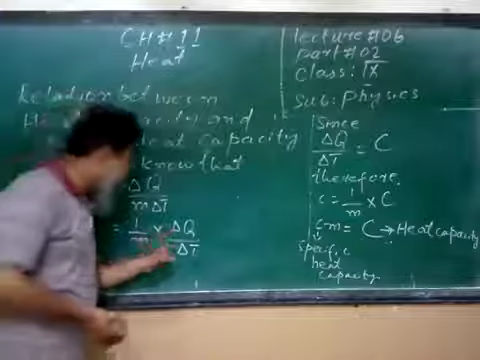 CH # 11
Heat
Relation between
and
Heat Capacity
know that
ΔQ
mΔT
= 1/m × ΔQ/ΔT
lecture #06
part #02
Class: IX
Sub: Physics
Since
ΔQ/ΔT = C
therefore,
c = 1/m × C
cm = C → Heat capacity
specific
heat
capacity